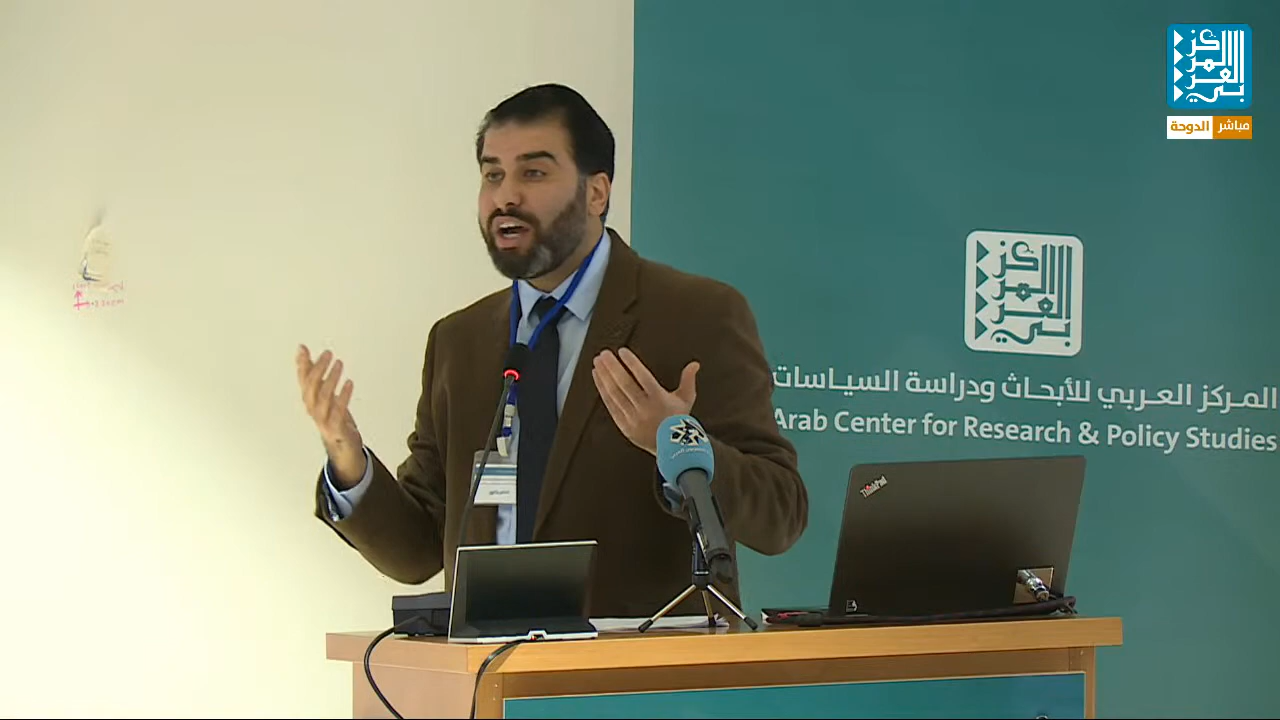 المركز العربي
مباشر الدوحة
المركز العربي
المركز العربي للأبحاث ودراسة السياسات
Arab Center for Research & Policy Studies
ThinkPad